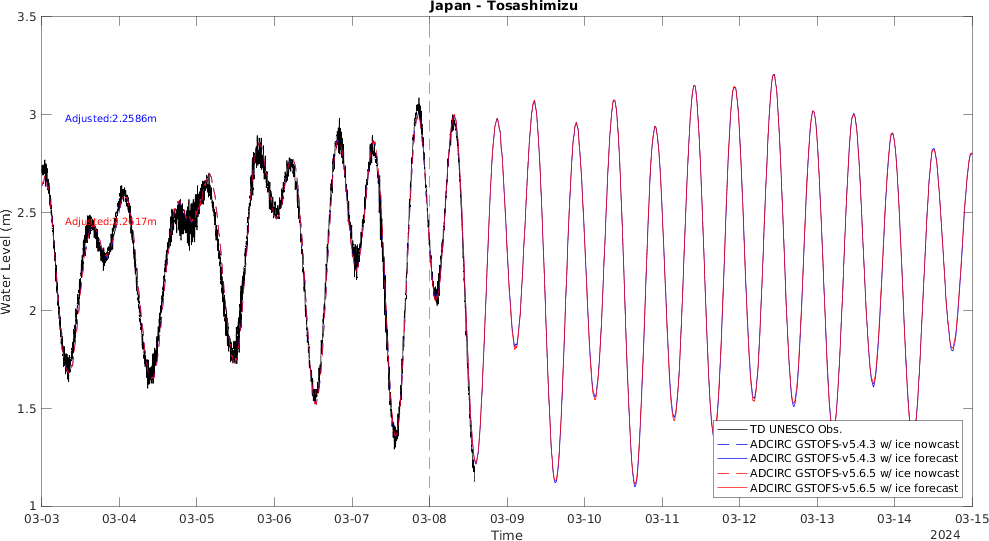 Japan - Tosashimizu
3.5
3
2.5
2
1.5
1
Water Level (m)
Adjusted:2.2586m
Adjusted:2.2617m
TD UNESCO Obs.
ADCIRC GSTOFS-v5.4.3 w/ ice nowcast
ADCIRC GSTOFS-v5.4.3 w/ ice forecast
ADCIRC GSTOFS-v5.6.5 w/ ice nowcast
ADCIRC GSTOFS-v5.6.5 w/ ice forecast
03-03 03-04 03-05 03-06 03-07 03-08 03-09 03-10 03-11 03-12 03-13 03-14 03-15
Time
2024